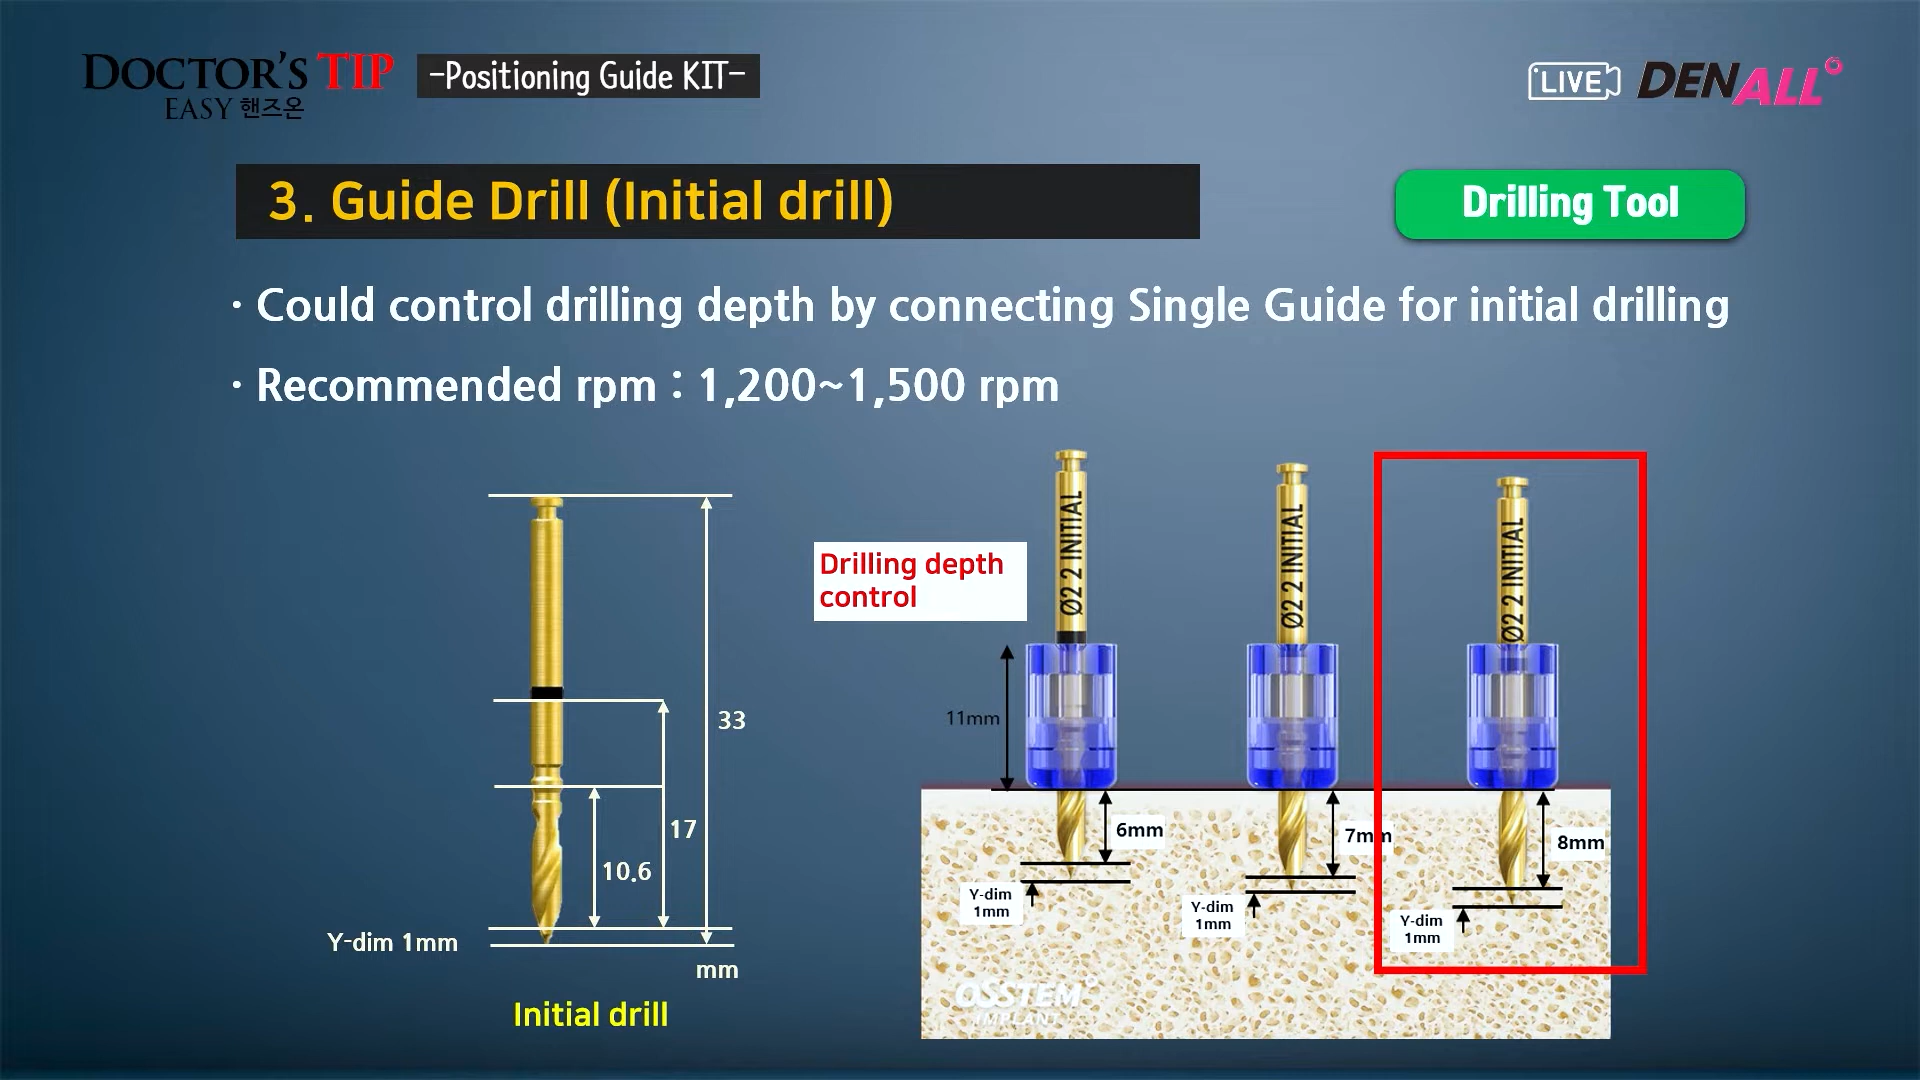 DOCTOR'S TIP
EASY 핸즈온
-Positioning Guide KIT-
LIVE
DENALL
3. Guide Drill (Initial drill)
Drilling Tool
· Could control drilling depth by connecting Single Guide for initial drilling
· Recommended rpm : 1,200~1,500 rpm
33
17
10.6
Y-dim 1mm
mm
Initial drill
Drilling depth
control
Ø2 2 INITIAL
Ø2 2 INITIAL
Ø2 2 INITIAL
11mm
6mm
7mm
8mm
Y-dim
1mm
Y-dim
1mm
Y-dim
1mm
OSSTEM
IMPLANT